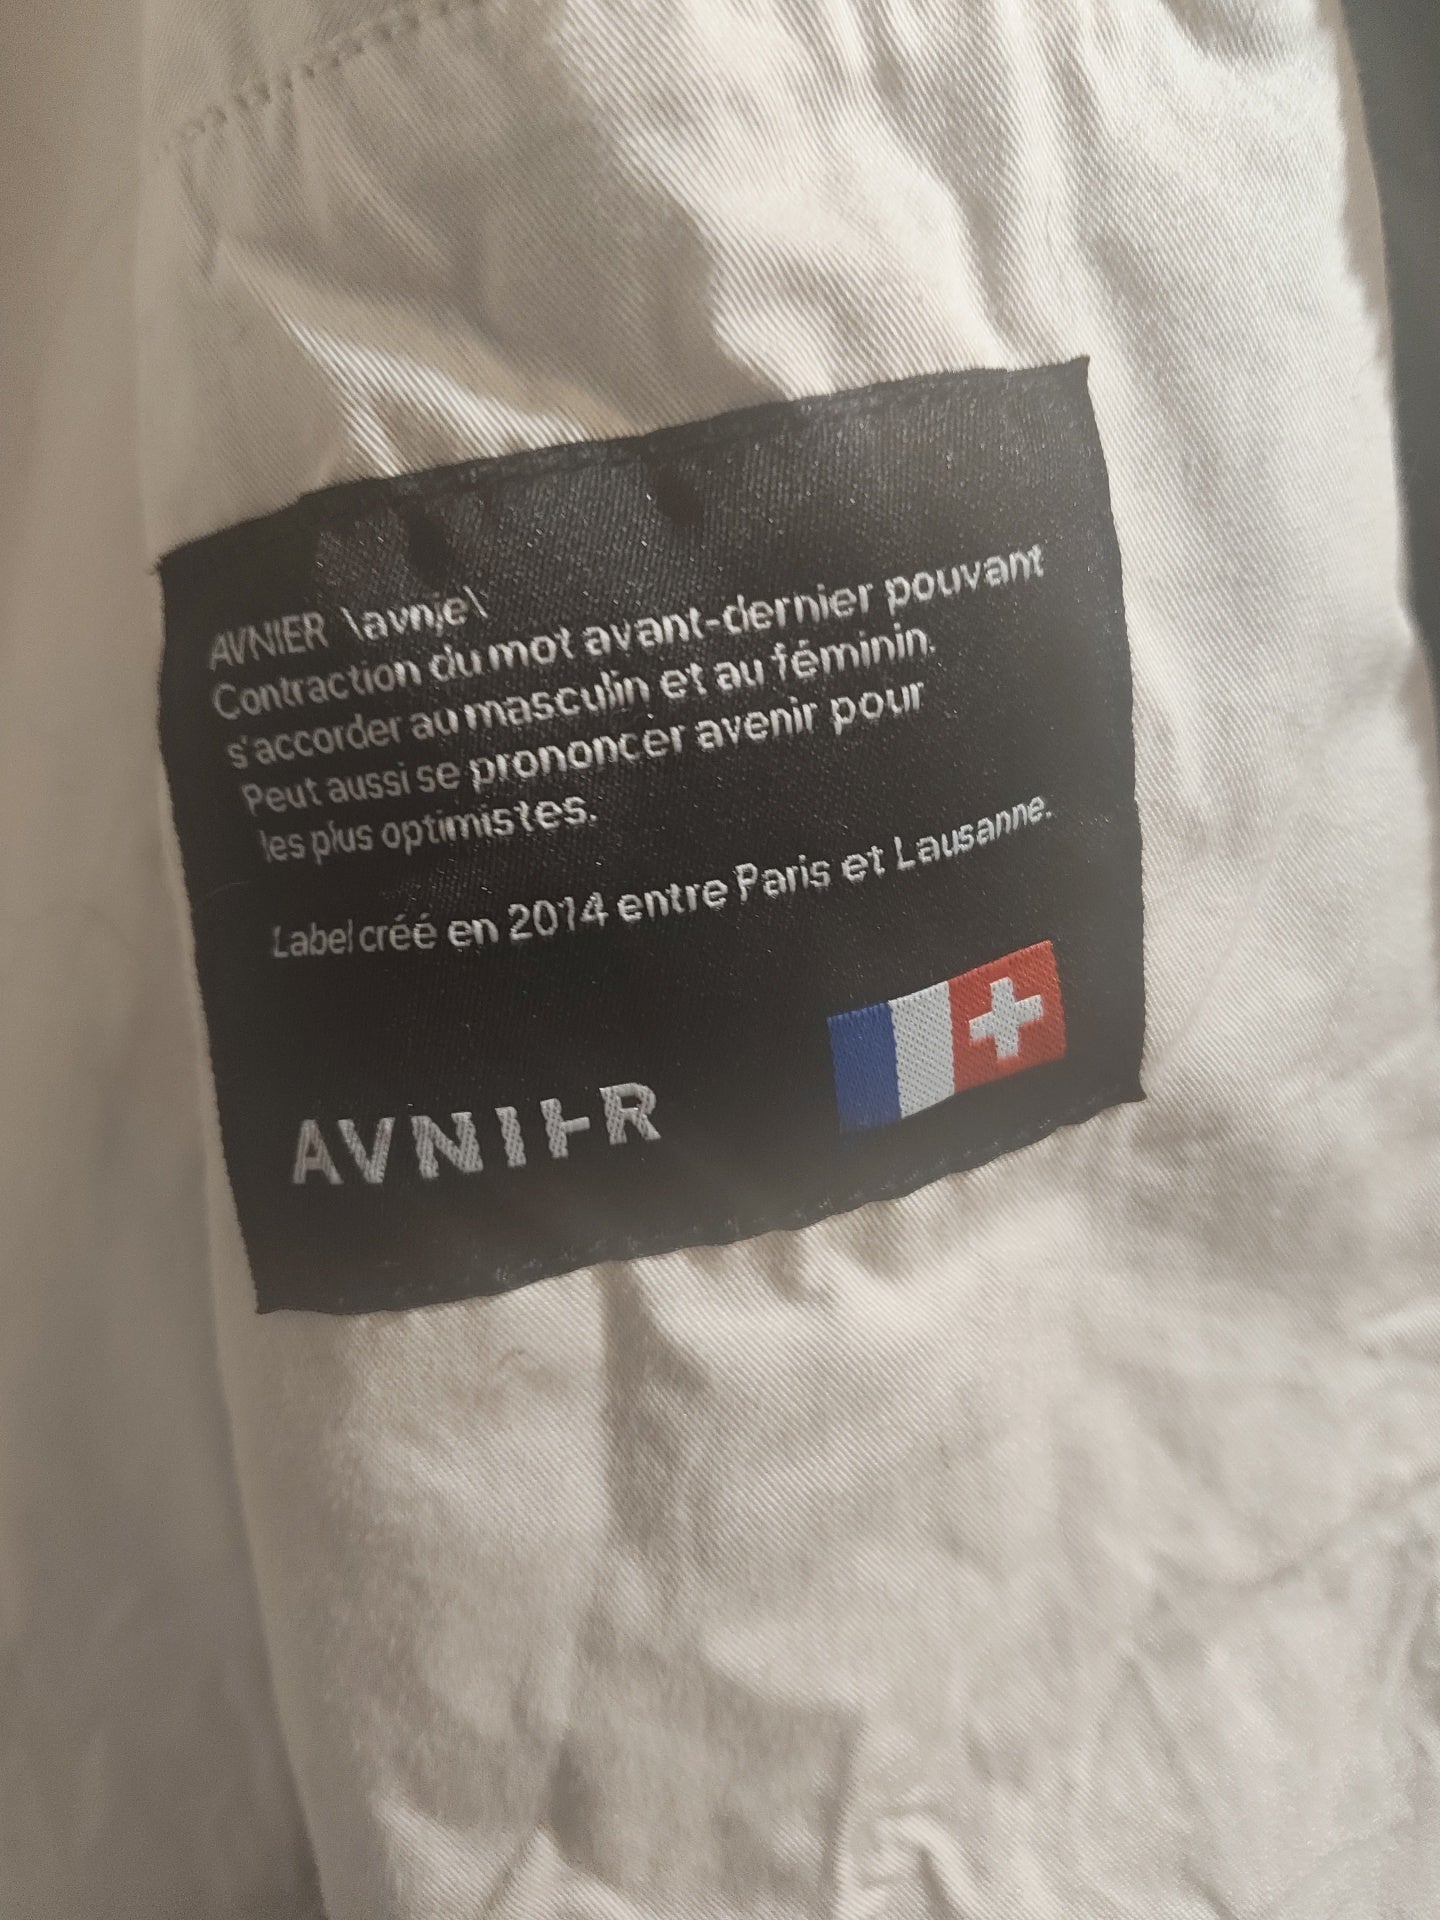 AVNIER \avnje\
Contraction du mot avant-dernier pouvant
s'accorder au masculin et au féminin.
Peut aussi se prononcer avenir pour
les plus optimistes.
Label créé en 2014 entre Paris et Lausanne.
AVNIER